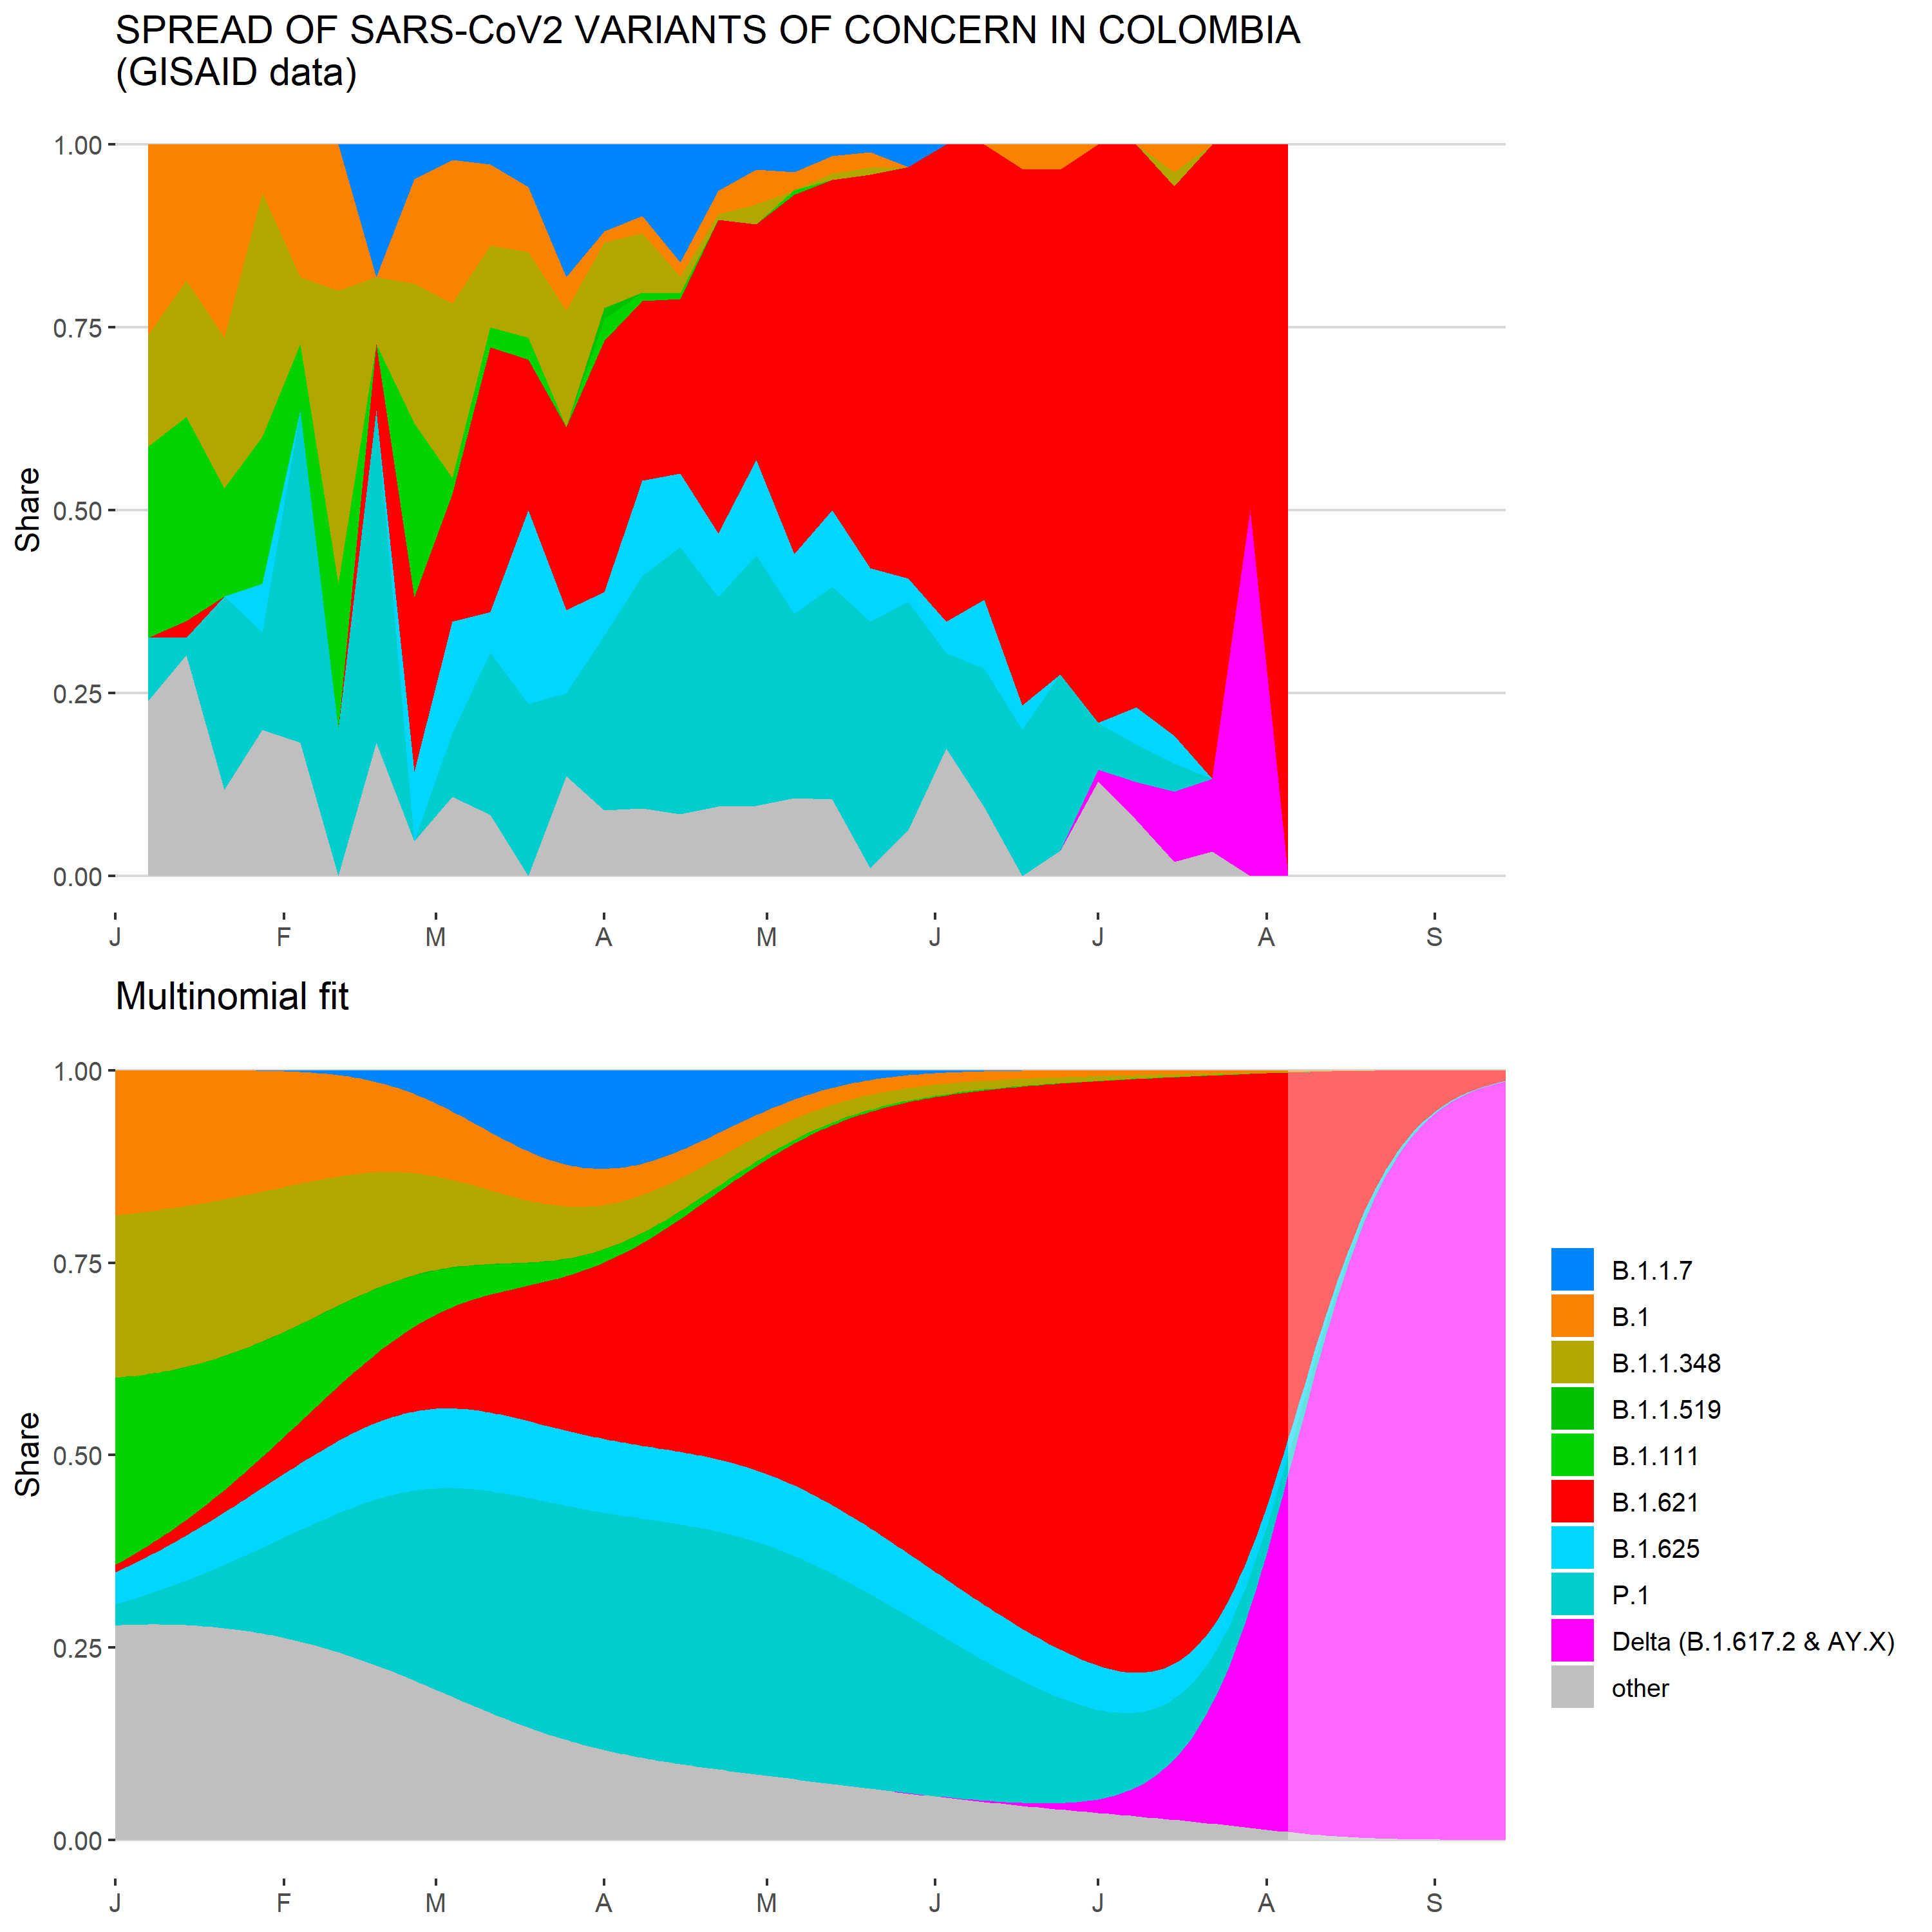 SPREAD OF SARS-CoV2 VARIANTS OF CONCERN IN COLOMBIA
(GISAID data)
1.00
0.75
0.50
0.25
0.00
Share
J F M A M J J A S
Multinomial fit
1.00
0.75
0.50
0.25
0.00
Share
J F M A M J J A S
B.1.1.7
B.1
B.1.1.348
B.1.1.519
B.1.111
B.1.621
B.1.625
P.1
Delta (B.1.617.2 & AY.X)
other